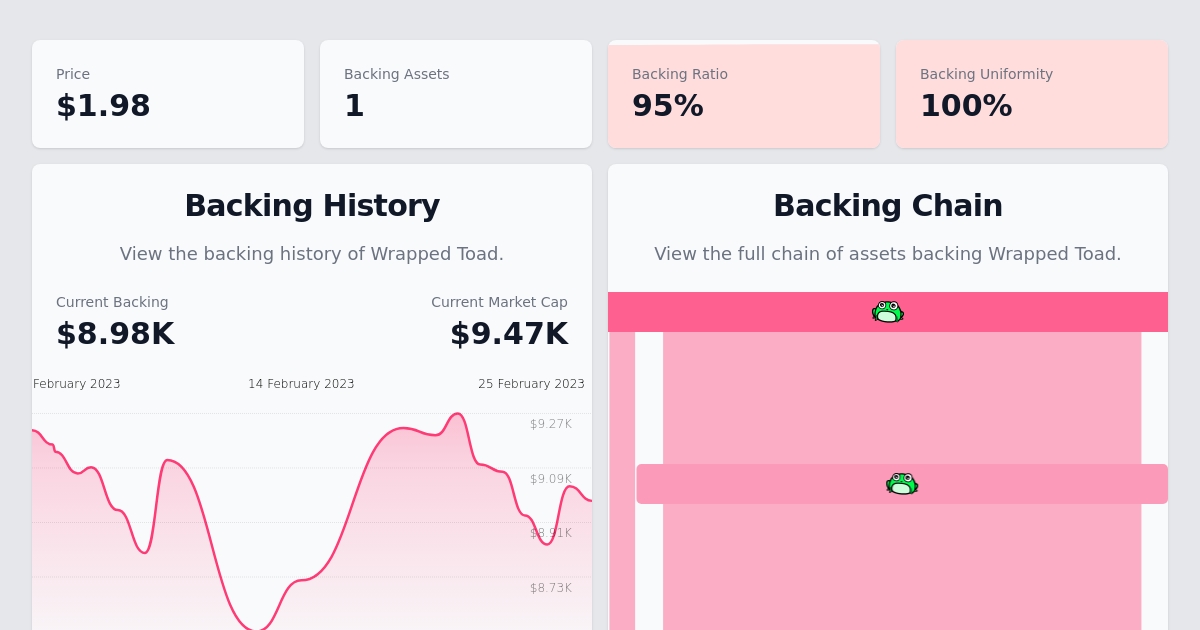 Price
$1.98
Backing Assets
1
Backing Ratio
95%
Backing Uniformity
100%
Backing History
View the backing history of Wrapped Toad.
Current Backing
$8.98K
Current Market Cap
$9.47K
February 2023
14 February 2023
25 February 2023
$9.27K
$9.09K
$8.91K
$8.73K
Backing Chain
View the full chain of assets backing Wrapped Toad.